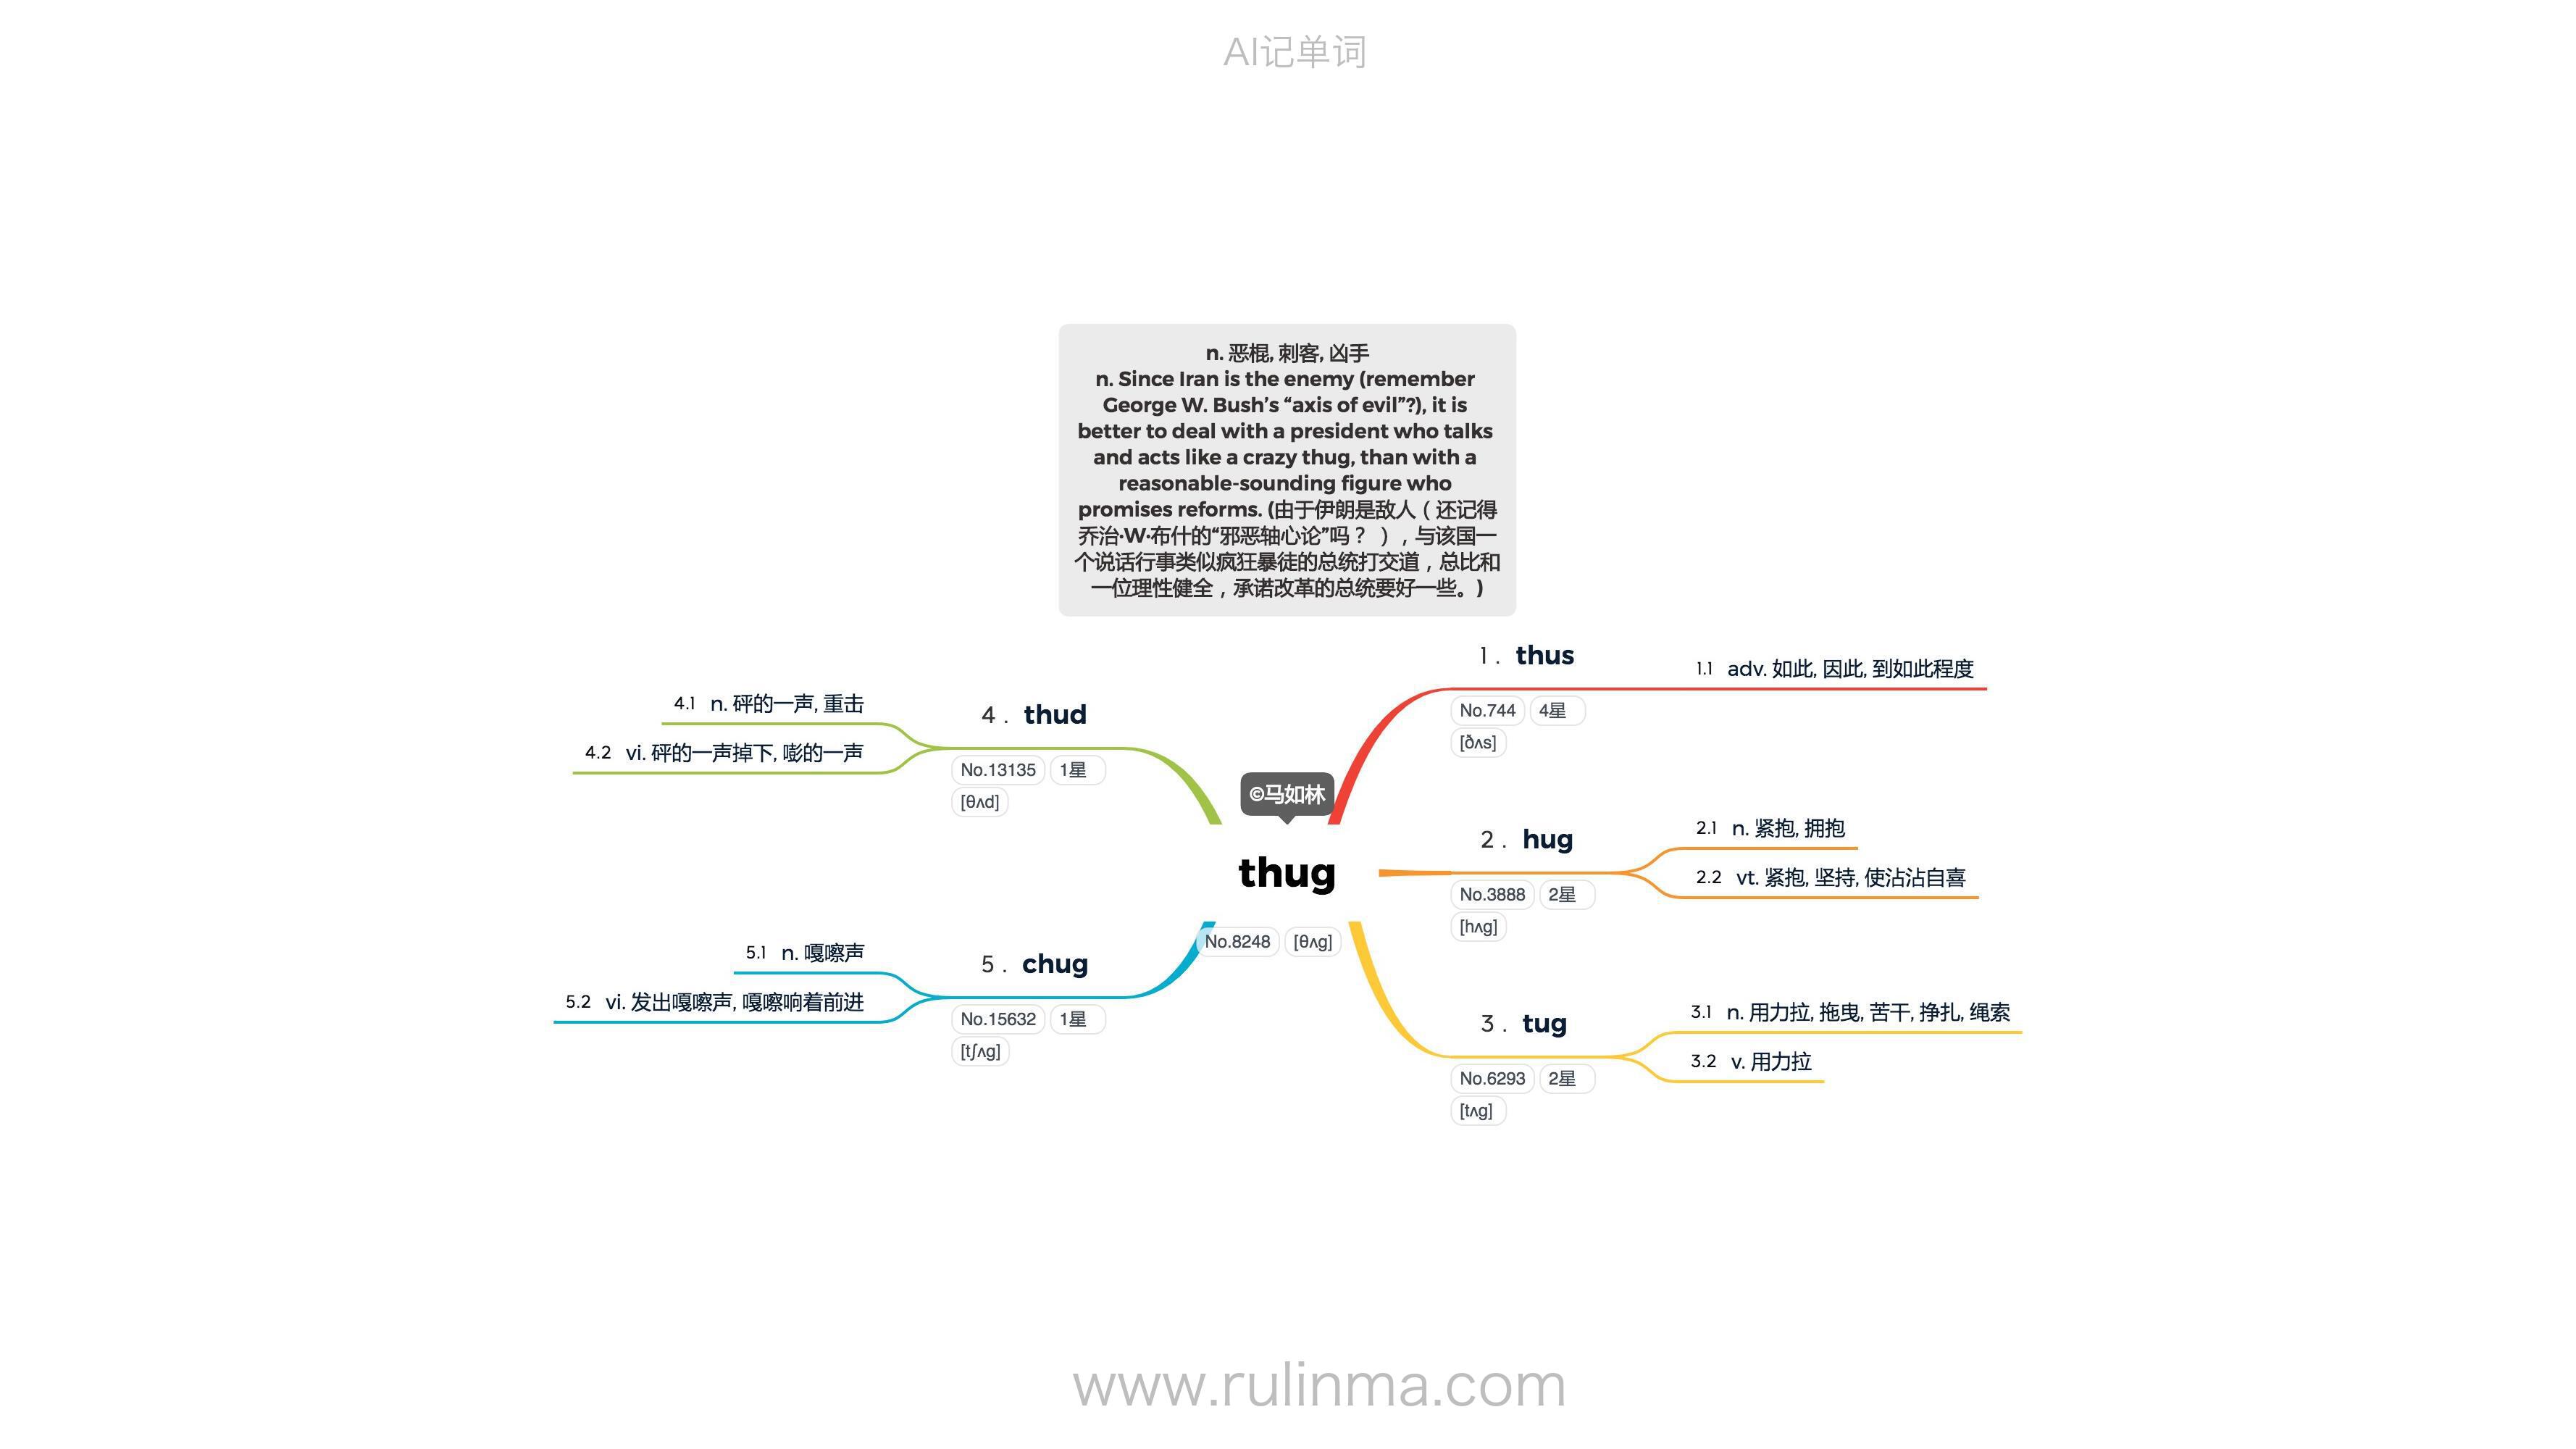 AI记单词
n. 恶棍, 刺客, 凶手
n. Since Iran is the enemy (remember
George W. Bush’s “axis of evil”?), it is
better to deal with a president who talks
and acts like a crazy thug, than with a
reasonable-sounding figure who
promises reforms. (由于伊朗是敌人（还记得
乔治·W·布什的“邪恶轴心论”吗？ ），与该国一
个说话行事类似疯狂暴徒的总统打交道，总比和
一位理性健全，承诺改革的总统要好一些。)
©马如林
thug
No.8248 [θʌg]
1 . thus
No.744 4星
[ðʌs]
1.1 adv. 如此, 因此, 到如此程度
2 . hug
No.3888 2星
[hʌg]
2.1 n. 紧抱, 拥抱
2.2 vt. 紧抱, 坚持, 使沾沾自喜
3 . tug
No.6293 2星
[tʌg]
3.1 n. 用力拉, 拖曳, 苦干, 挣扎, 绳索
3.2 v. 用力拉
4 . thud
No.13135 1星
[θʌd]
4.1 n. 砰的一声, 重击
4.2 vi. 砰的一声掉下, 嘭的一声
5 . chug
No.15632 1星
[tʃʌg]
5.1 n. 嘎嚓声
5.2 vi. 发出嘎嚓声, 嘎嚓响着前进
www.rulinma.com